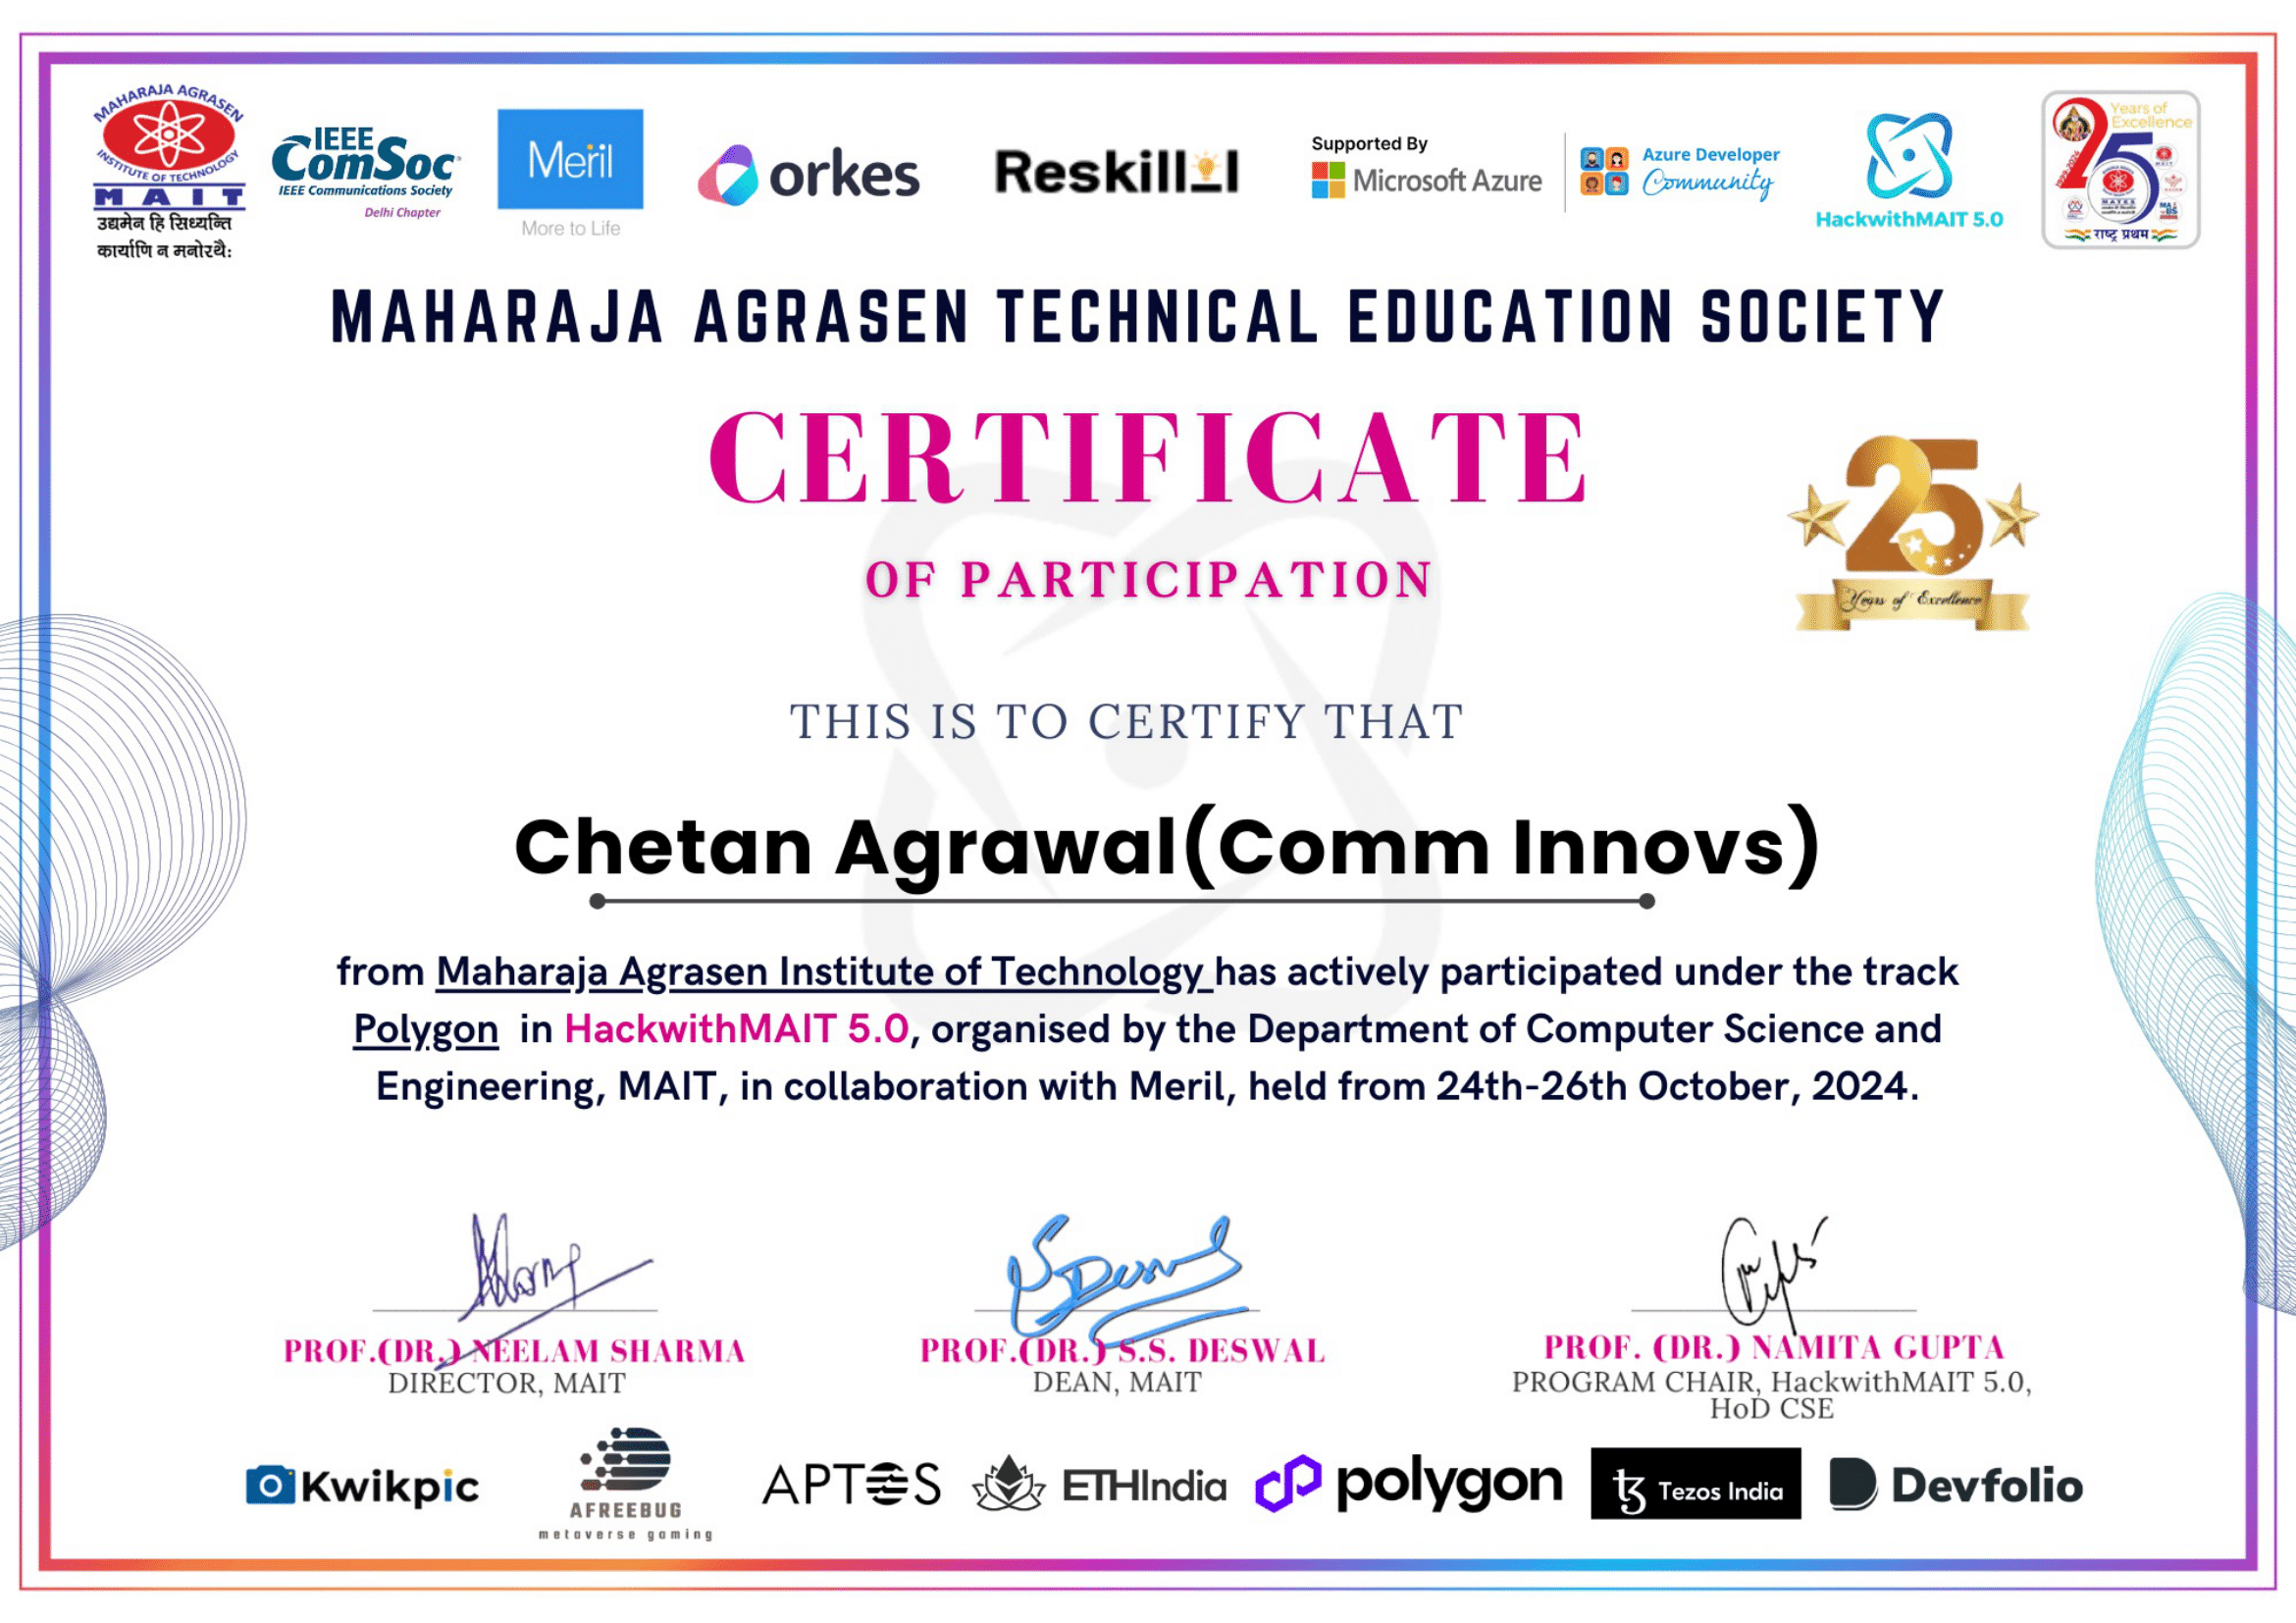 MAHARAJA AGRASEN
INSTITUTE OF TECHNOLOGY
MAIT
उद्यमेन हि सिध्यन्ति
कार्याणि न मनोरथै:
IEEE
ComSoc
IEEE Communications Society
Delhi Chapter
Meril
More to Life
orkes
Reskilll
Supported By
Microsoft Azure
Azure Developer
Community
HackwithMAIT 5.0
25
Years of
Excellence
1999-2024
राष्ट्र प्रथम
MAHARAJA AGRASEN TECHNICAL EDUCATION SOCIETY
CERTIFICATE
OF PARTICIPATION
25
Years of Excellence
THIS IS TO CERTIFY THAT
Chetan Agrawal(Comm Innovs)
from Maharaja Agrasen Institute of Technology has actively participated under the track
Polygon in HackwithMAIT 5.0, organised by the Department of Computer Science and
Engineering, MAIT, in collaboration with Meril, held from 24th-26th October, 2024.
PROF.(DR.) NEELAM SHARMA
DIRECTOR, MAIT
PROF.(DR.) S.S. DESWAL
DEAN, MAIT
PROF. (DR.) NAMITA GUPTA
PROGRAM CHAIR, HackwithMAIT 5.0,
HoD CSE
Kwikpic
AFREEBUG
metaverse gaming
APTOS
ETHIndia
polygon
Tezos India
Devfolio